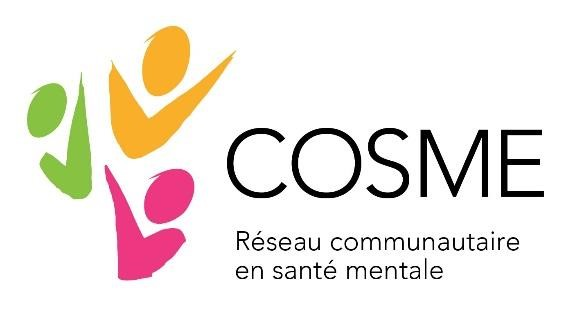 COSME
Réseau communautaire
en santé mentale